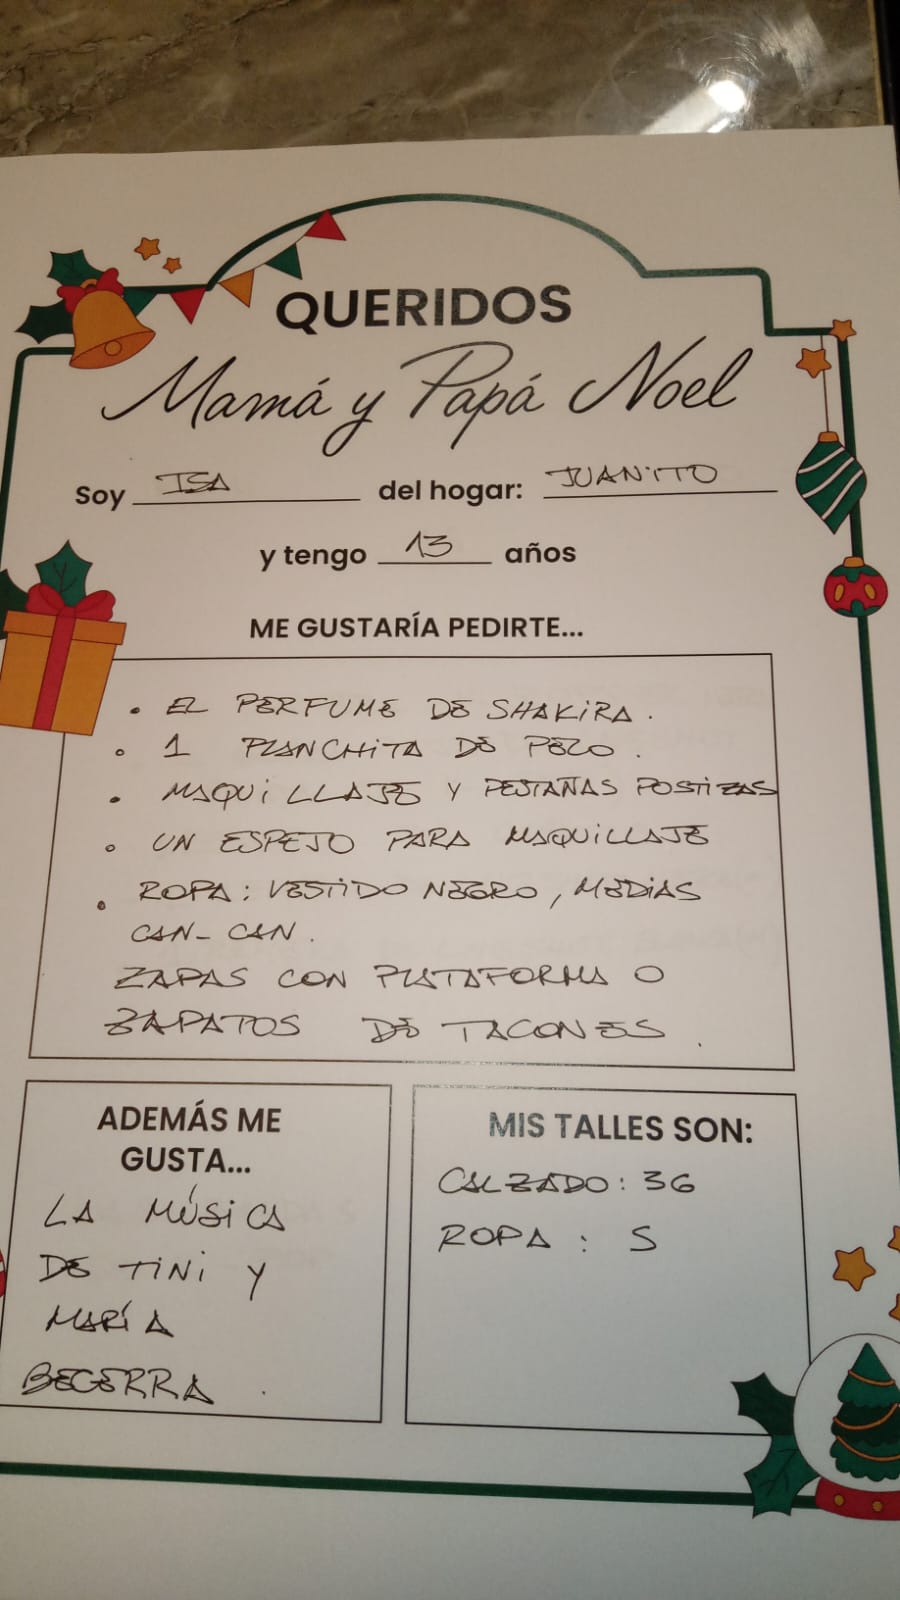 QUERIDOS
Mamá y Papá Noel
Soy ISA del hogar: JUANITO
y tengo 13 años
ME GUSTARÍA PEDIRTE...
• EL PERFUME DE SHAKIRA.
• 1 PLANCHITA DE PELO.
• MAQUILLAJE Y PESTAÑAS POSTIZAS
• UN ESPEJO PARA MAQUILLAJE
• ROPA: VESTIDO NEGRO, MEDIAS
CAN-CAN.
ZAPAS CON PLATAFORMA O
ZAPATOS DE TACONES.
ADEMÁS ME
GUSTA...
LA MÚSICA
DE TINI Y
MARÍA
BECERRA.
MIS TALLES SON:
CALZADO: 36
ROPA: S